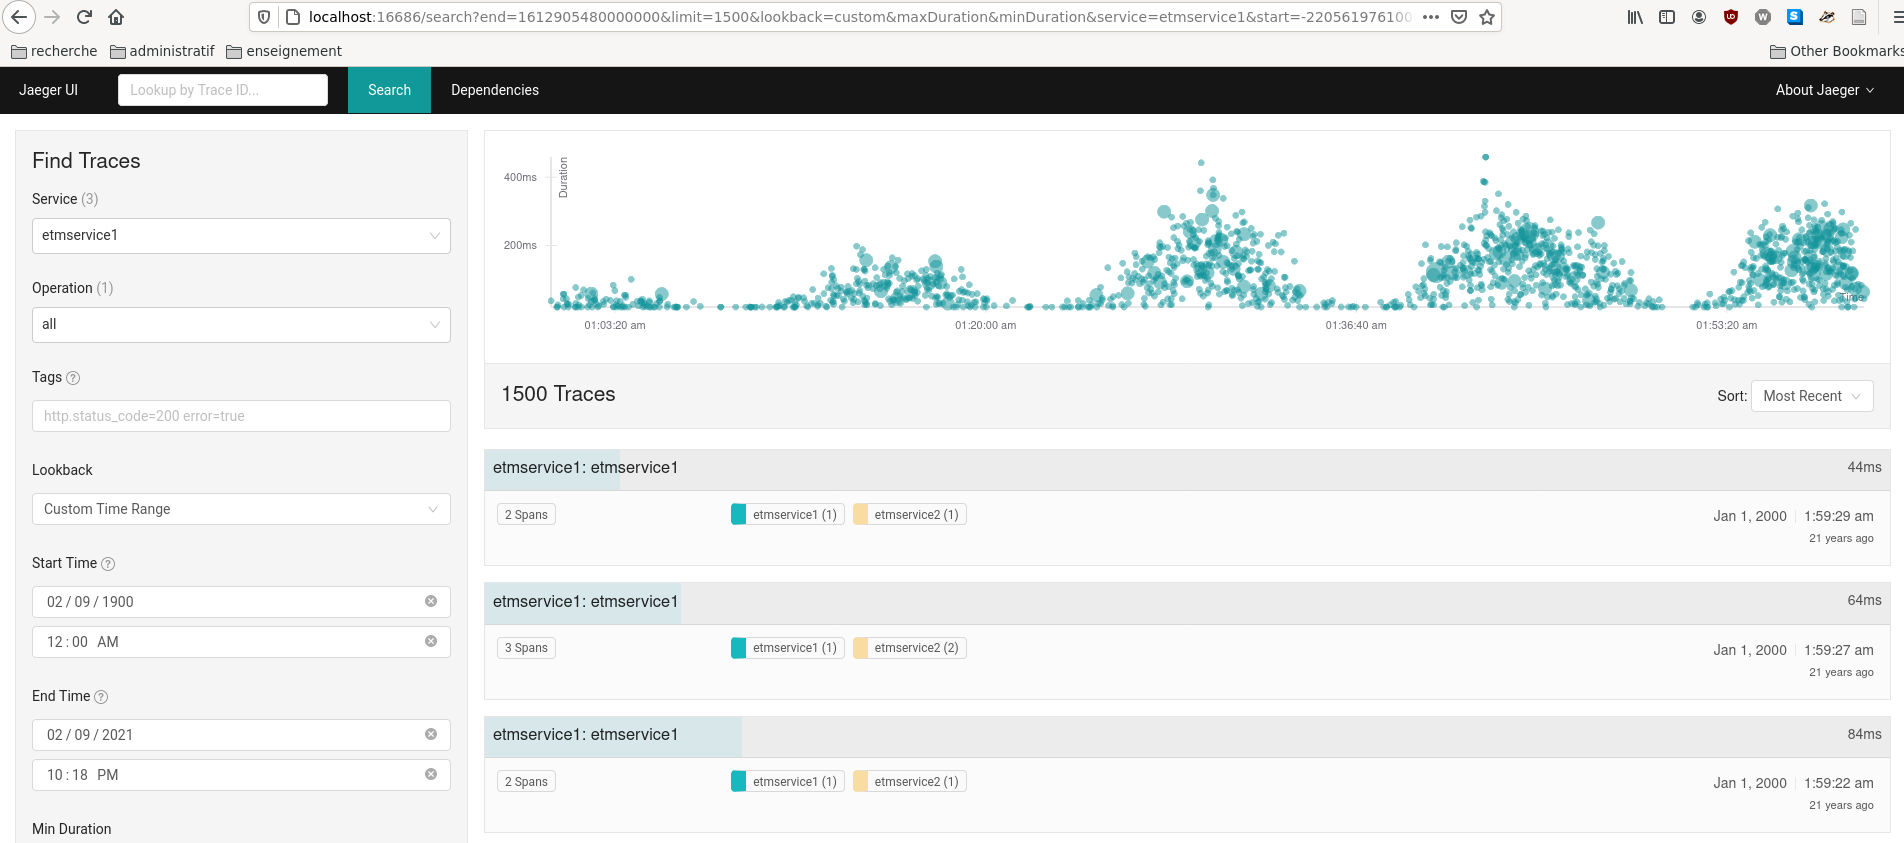 localhost:16686/search?end=1612905480000000&limit=1500&lookback=custom&maxDuration&minDuration&service=etmservice1&start=-220561976100
recherche administratif enseignement Other Bookmarks
Jaeger UI Lookup by Trace ID... Search Dependencies About Jaeger
Find Traces
Service (3)
etmservice1
Operation (1)
all
Tags ?
http.status_code=200 error=true
Lookback
Custom Time Range
Start Time ?
02 / 09 / 1900
12 : 00 AM
End Time ?
02 / 09 / 2021
10 : 18 PM
Min Duration
Duration
400ms
200ms
Time
01:03:20 am 01:20:00 am 01:36:40 am 01:53:20 am
1500 Traces Sort: Most Recent
etmservice1: etmservice1 44ms
2 Spans etmservice1 (1) etmservice2 (1) Jan 1, 2000 1:59:29 am
21 years ago
etmservice1: etmservice1 64ms
3 Spans etmservice1 (1) etmservice2 (2) Jan 1, 2000 1:59:27 am
21 years ago
etmservice1: etmservice1 84ms
2 Spans etmservice1 (1) etmservice2 (1) Jan 1, 2000 1:59:22 am
21 years ago